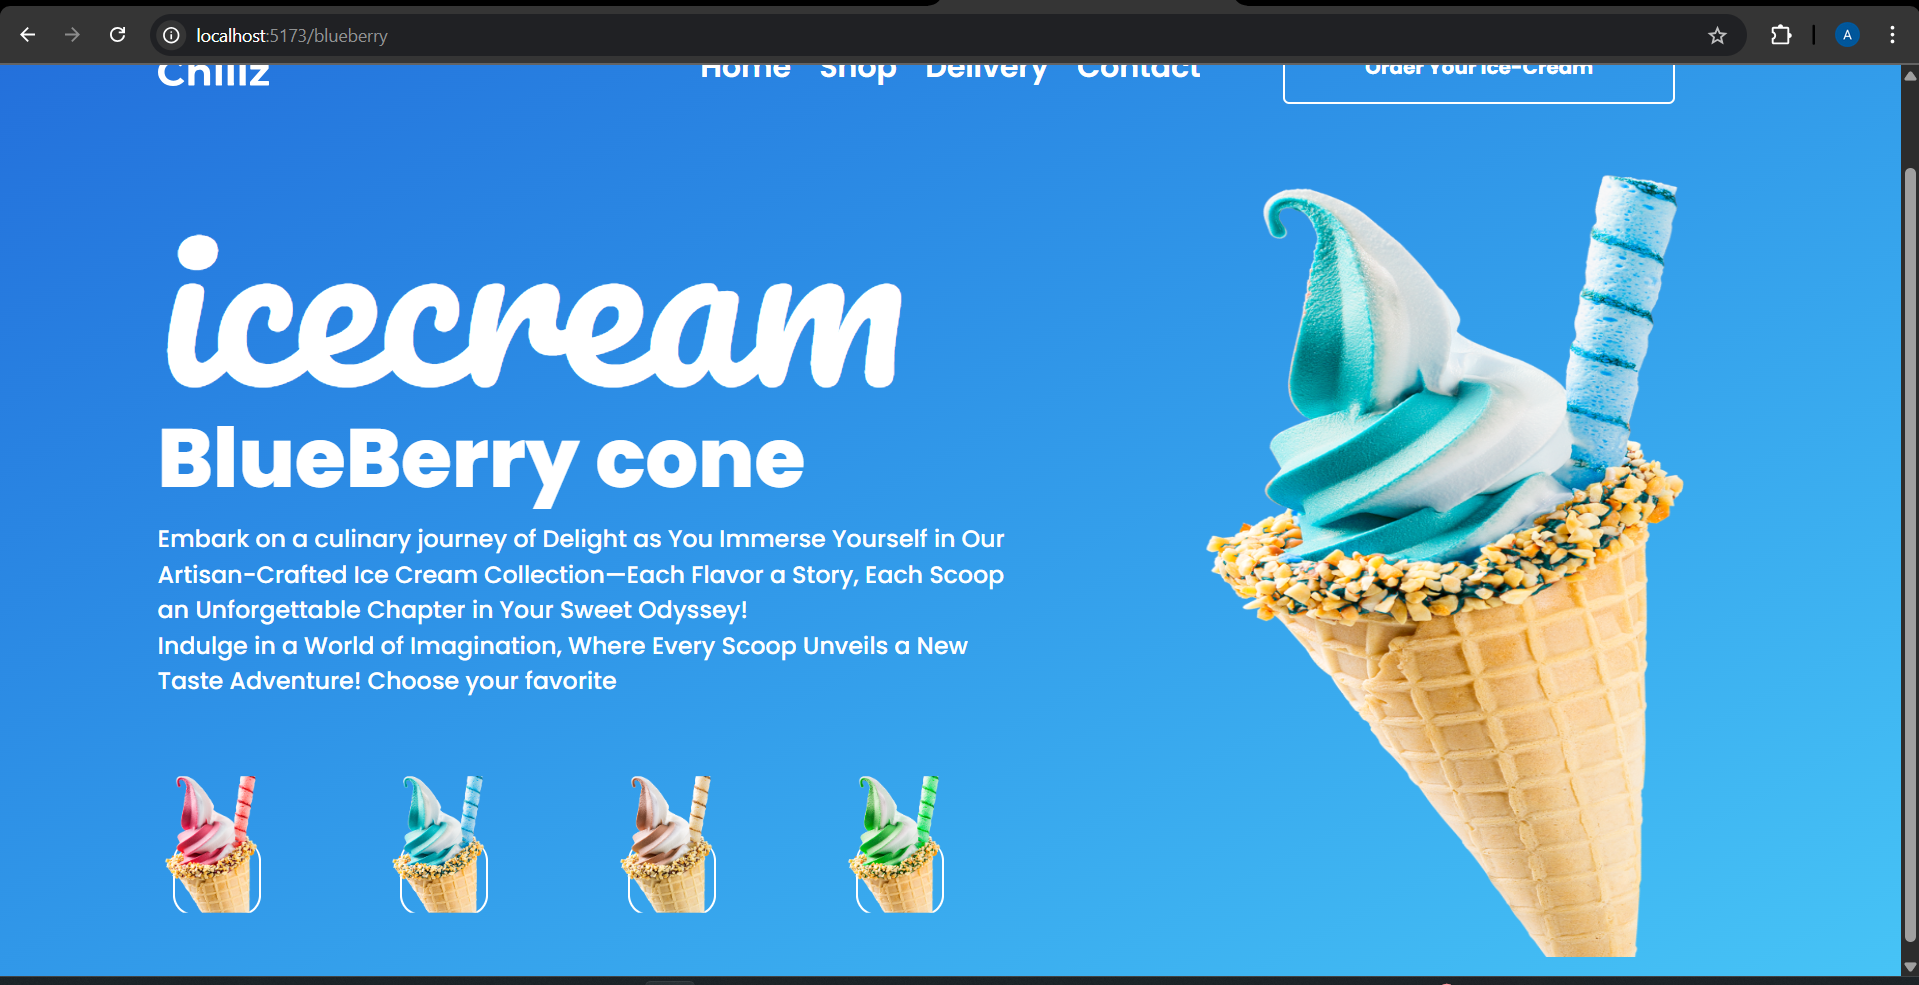 localhost:5173/blueberry
A
Chillz
Home Shop Delivery Contact
Order Your Ice-Cream
icecream
BlueBerry cone
Embark on a culinary journey of Delight as You Immerse Yourself in Our
Artisan-Crafted Ice Cream Collection—Each Flavor a Story, Each Scoop
an Unforgettable Chapter in Your Sweet Odyssey!
Indulge in a World of Imagination, Where Every Scoop Unveils a New
Taste Adventure! Choose your favorite